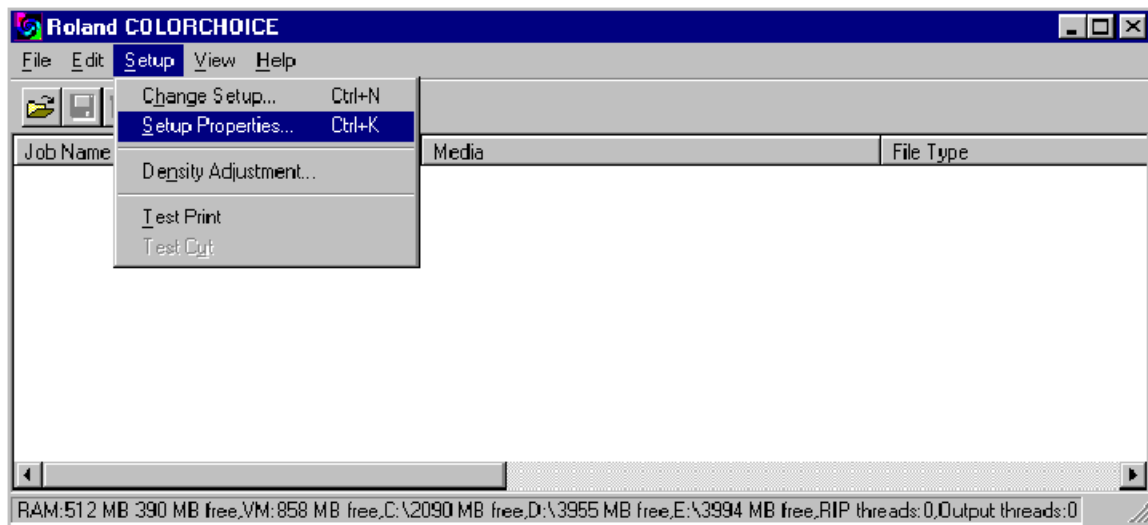 Roland COLORCHOICE
File Edit Setup View Help
Change Setup... Ctrl+N
Setup Properties... Ctrl+K
Job Name Media File Type
Density Adjustment...
Test Print
Test Cut
RAM:512 MB 390 MB free,VM:858 MB free,C:\2090 MB free,D:\3955 MB free,E:\3994 MB free,RIP threads:0,Output threads:0